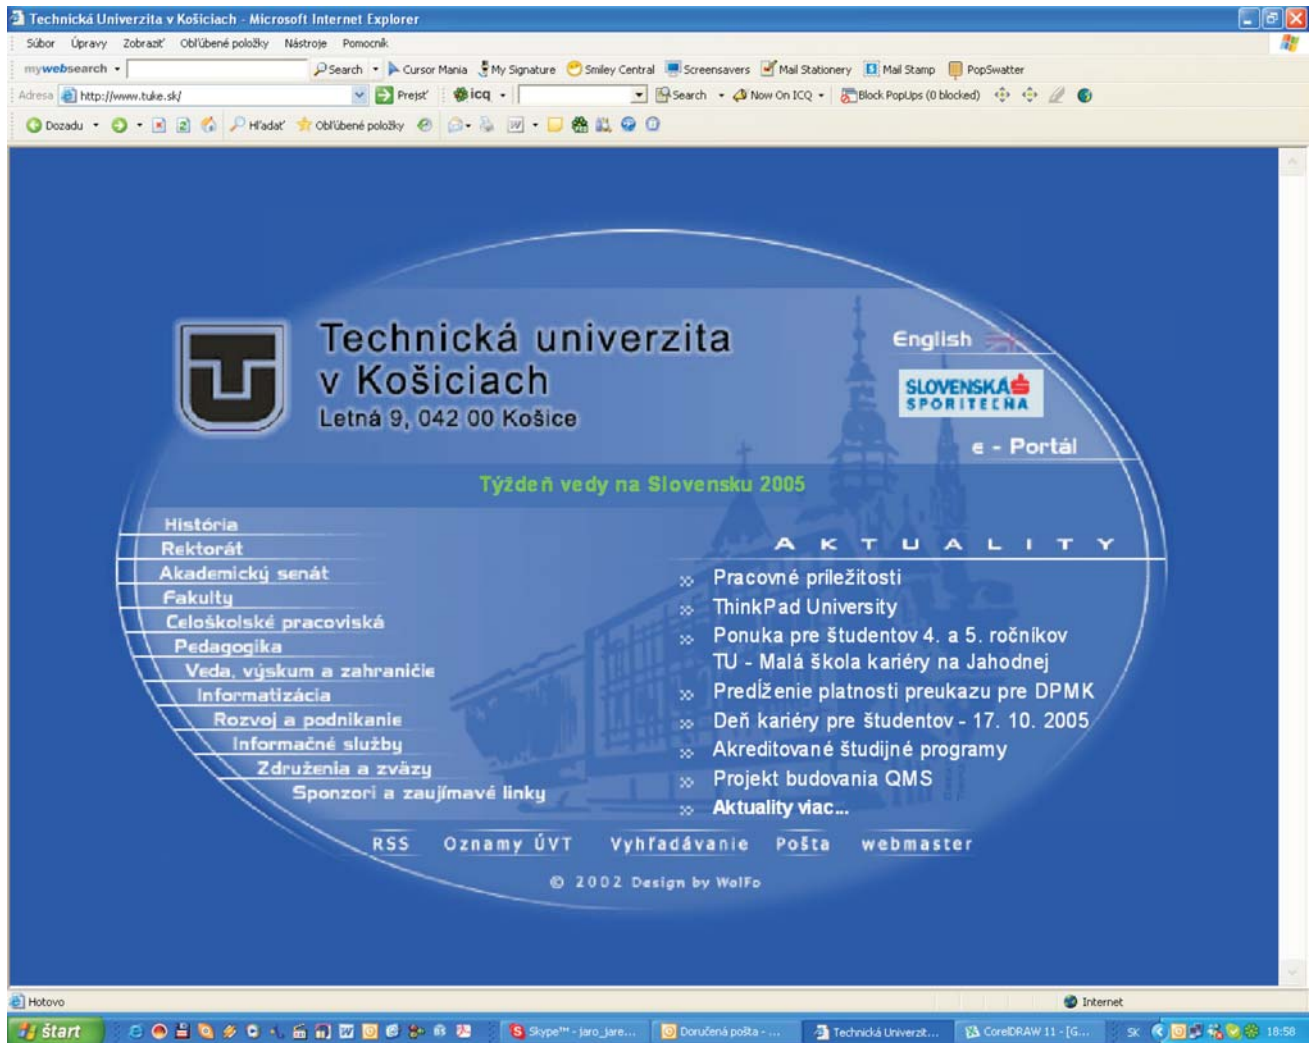 Technická Univerzita v Košiciach - Microsoft Internet Explorer
Súbor Úpravy Zobraziť Obľúbené položky Nástroje Pomocník
mywebsearch Search Cursor Mania My Signature Smiley Central Screensavers Mail Stationery Mail Stamp PopSwatter
Adresa http://www.tuke.sk/ Prejsť icq Search Now On ICQ Block PopUps (0 blocked)
Dozadu Hľadať Obľúbené položky
Technická univerzita
v Košiciach
Letná 9, 042 00 Košice
English
SLOVENSKÁ
SPORITEĽŇA
e - Portál
Týždeň vedy na Slovensku 2005
História
Rektorát
Akademický senát
Fakulty
Celoškolské pracoviská
Pedagogika
Veda, výskum a zahraničie
Informatizácia
Rozvoj a podnikanie
Informačné služby
Združenia a zväzy
Sponzori a zaujímavé linky
AKTUALITY
Pracovné príležitosti
ThinkPad University
Ponuka pre študentov 4. a 5. ročníkov
TU - Malá škola kariéry na Jahodnej
Predĺženie platnosti preukazu pre DPMK
Deň kariéry pre študentov - 17. 10. 2005
Akreditované študijné programy
Projekt budovania QMS
Aktuality viac...
RSS Oznamy ÚVT Vyhľadávanie Pošta webmaster
© 2002 Design by WolFo
Hotovo Internet
štart Skype™ - jaro_jare... Doručená pošta - ... Technická Univerzit... CorelDRAW 11 - [G... SK 18:58